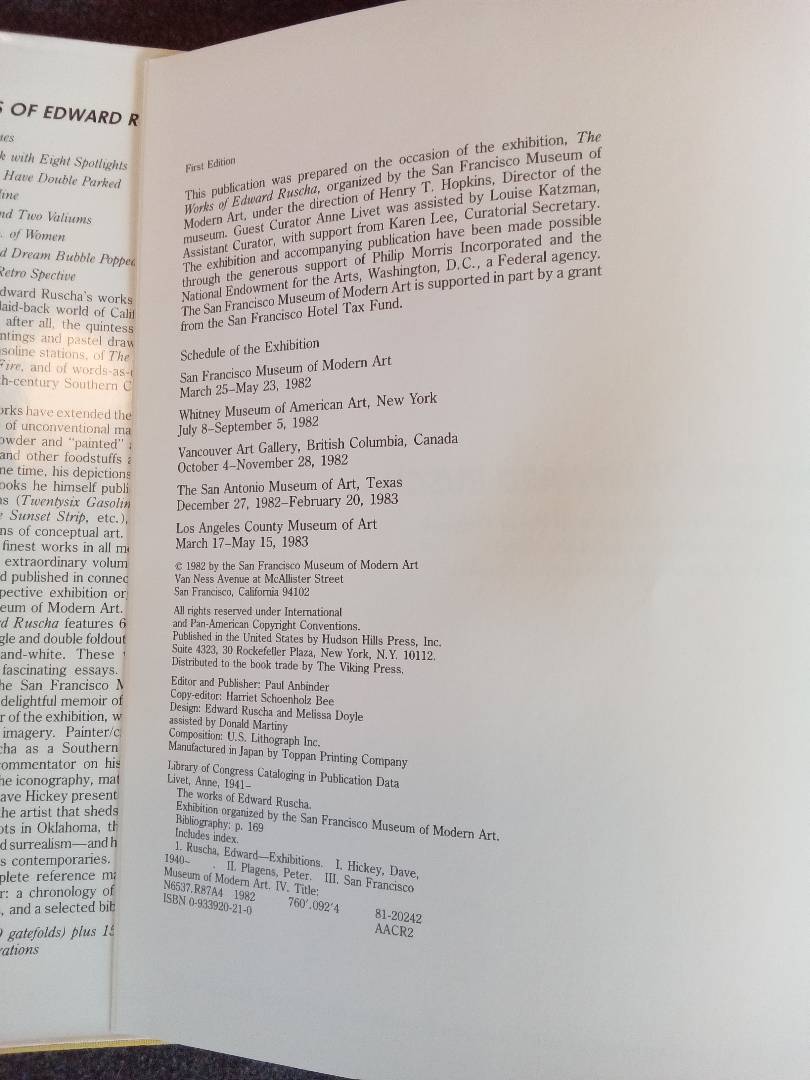 S OF EDWARD R
k with Eight Spotlights
Have Double Parked
nd Two Valiums
of Women
d Dream Bubble Popped
Retro Spective
dward Ruscha's works
laid-back world of Calif
after all, the quintess
ntings and pastel draw
soline stations, of The
Fire, and of words-as-
h-century Southern C
orks have extended the
of unconventional ma
owder and "painted"
and other foodstuffs a
ne time, his depictions
ooks he himself publi
as (Twentysix Gasolin
Sunset Strip, etc.),
ns of conceptual art.
finest works in all m
extraordinary volum
d published in connec
pective exhibition or
eum of Modern Art.
d Ruscha features 6
gle and double foldout
and-white. These
fascinating essays.
he San Francisco M
delightful memoir of
r of the exhibition, w
imagery. Painter/c
cha as a Southern
ommentator on his
he iconography, mat
ave Hickey present
the artist that sheds
ots in Oklahoma, th
d surrealism—and h
s contemporaries.
plete reference ma
r: a chronology of
, and a selected bib
gatefolds) plus 15
rations
First Edition
This publication was prepared on the occasion of the exhibition, The
Works of Edward Ruscha, organized by the San Francisco Museum of
Modern Art, under the direction of Henry T. Hopkins, Director of the
museum. Guest Curator Anne Livet was assisted by Louise Katzman,
Assistant Curator, with support from Karen Lee, Curatorial Secretary.
The exhibition and accompanying publication have been made possible
through the generous support of Philip Morris Incorporated and the
National Endowment for the Arts, Washington, D.C., a Federal agency.
The San Francisco Museum of Modern Art is supported in part by a grant
from the San Francisco Hotel Tax Fund.
Schedule of the Exhibition
San Francisco Museum of Modern Art
March 25–May 23, 1982
Whitney Museum of American Art, New York
July 8–September 5, 1982
Vancouver Art Gallery, British Columbia, Canada
October 4–November 28, 1982
The San Antonio Museum of Art, Texas
December 27, 1982–February 20, 1983
Los Angeles County Museum of Art
March 17–May 15, 1983
© 1982 by the San Francisco Museum of Modern Art
Van Ness Avenue at McAllister Street
San Francisco, California 94102
All rights reserved under International
and Pan-American Copyright Conventions.
Published in the United States by Hudson Hills Press, Inc.
Suite 4323, 30 Rockefeller Plaza, New York, N.Y. 10112.
Distributed to the book trade by The Viking Press.
Editor and Publisher: Paul Anbinder
Copy-editor: Harriet Schoenholz Bee
Design: Edward Ruscha and Melissa Doyle
assisted by Donald Martiny
Composition: U.S. Lithograph Inc.
Manufactured in Japan by Toppan Printing Company
Library of Congress Cataloging in Publication Data
Livet, Anne, 1941–
The works of Edward Ruscha.
Exhibition organized by the San Francisco Museum of Modern Art.
Bibliography: p. 169
Includes index.
1. Ruscha, Edward—Exhibitions. I. Hickey, Dave,
1940– . II. Plagens, Peter. III. San Francisco
Museum of Modern Art. IV. Title:
N6537.R87A4 1982 760'.092'4 81-20242
ISBN 0-933920-21-0 AACR2